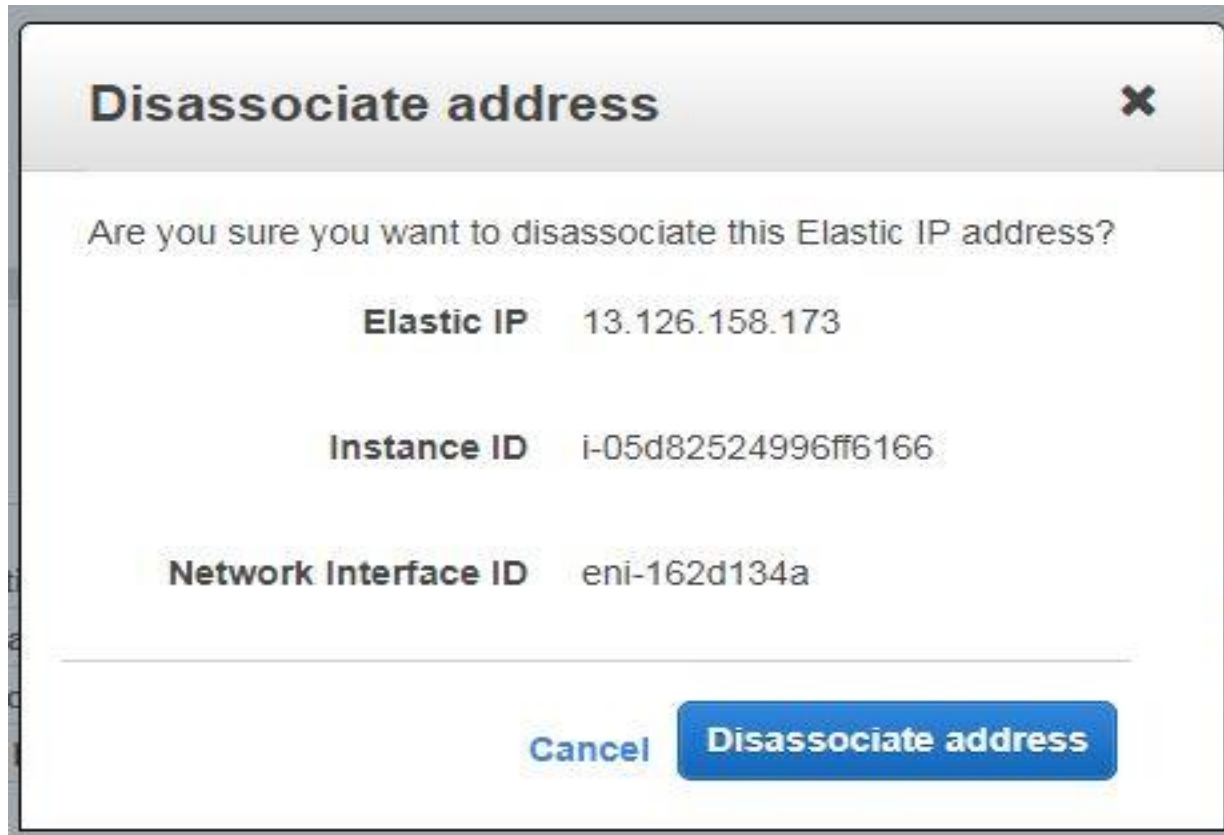 Disassociate address
Are you sure you want to disassociate this Elastic IP address?
Elastic IP 13.126.158.173
Instance ID i-05d82524996ff6166
Network Interface ID eni-162d134a
Cancel Disassociate address